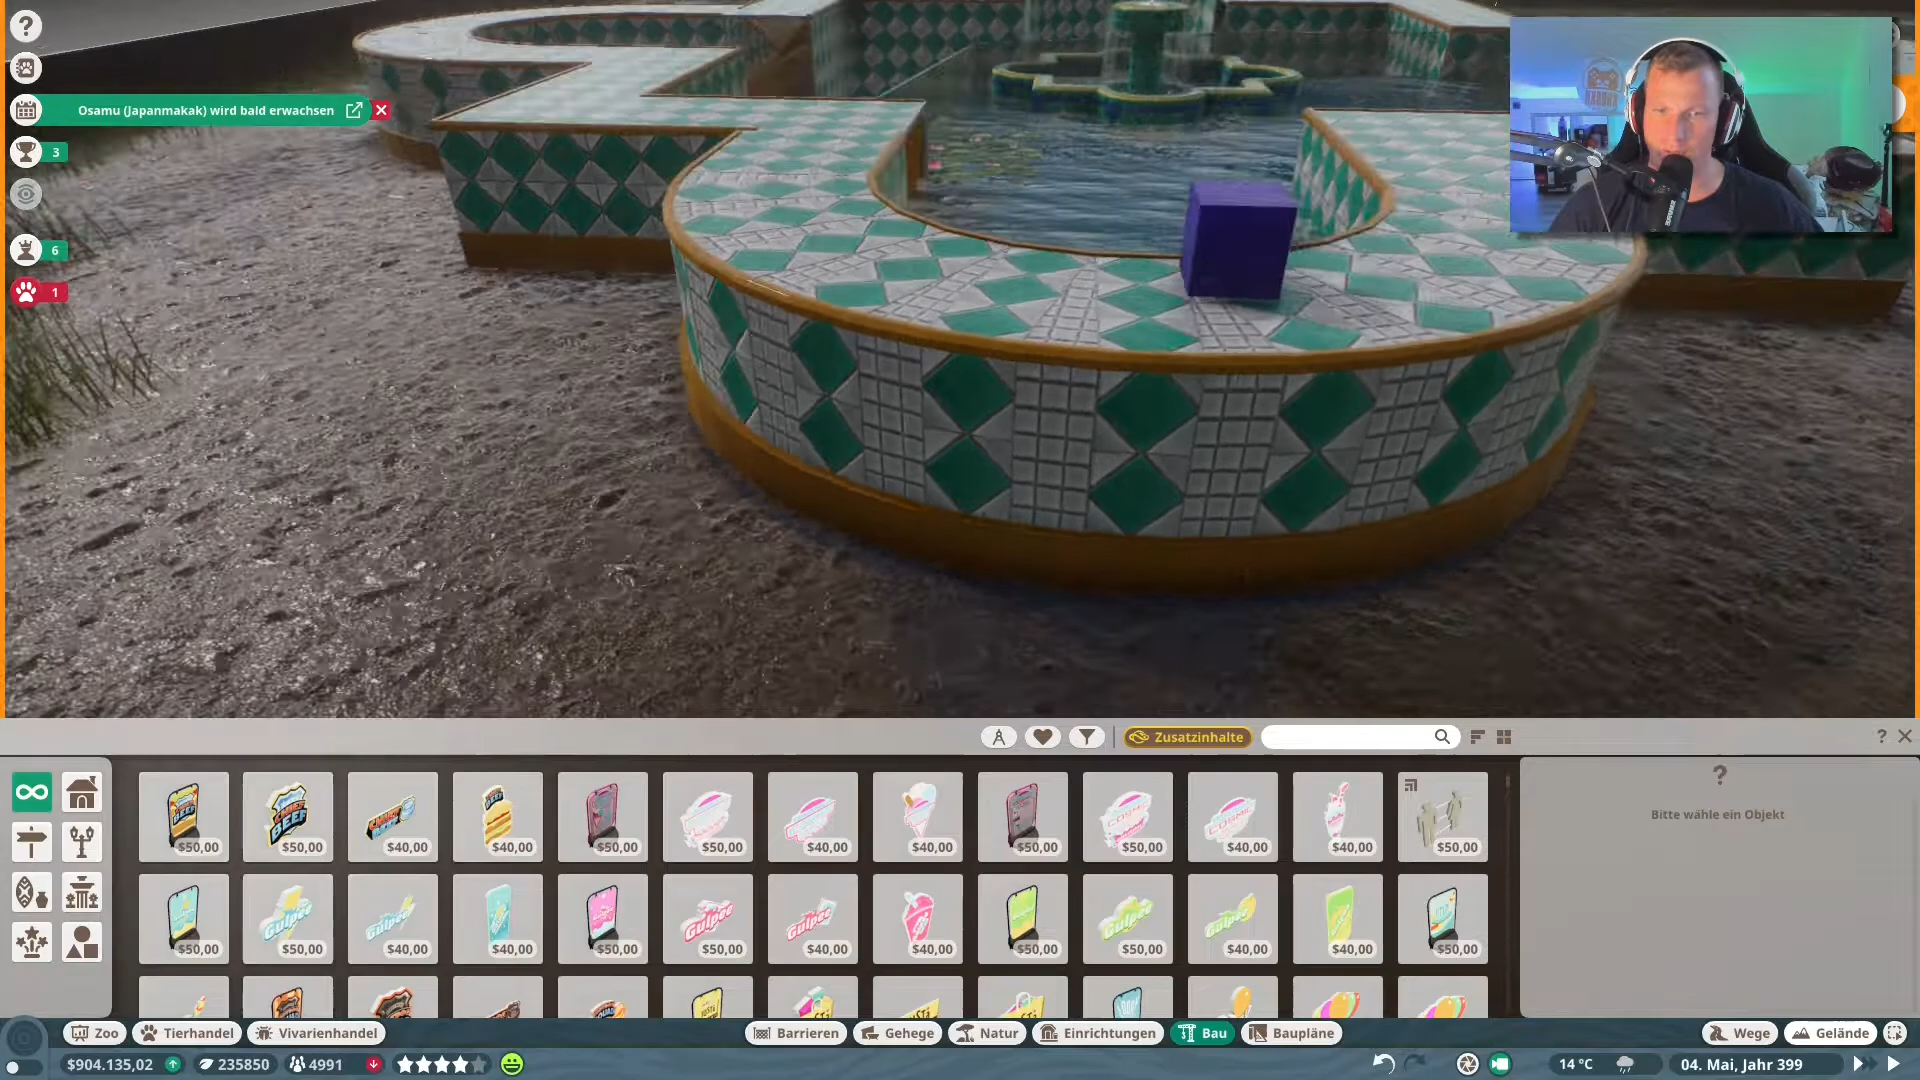 ?
Osamu (Japanmakak) wird bald erwachsen
3
6
1
Zusatzinhalte
?
$50,00 $50,00 $40,00 $40,00 $50,00 $50,00 $40,00 $40,00 $50,00 $50,00 $40,00 $40,00 $50,00
$50,00 $50,00 $40,00 $40,00 $50,00 $50,00 $40,00 $40,00 $50,00 $50,00 $40,00 $40,00 $50,00
?
Bitte wähle ein Objekt
Zoo Tierhandel Vivarienhandel Barrieren Gehege Natur Einrichtungen Bau Baupläne Wege Gelände
$904.135,02 235850 4991 14 °C 04. Mai, Jahr 399